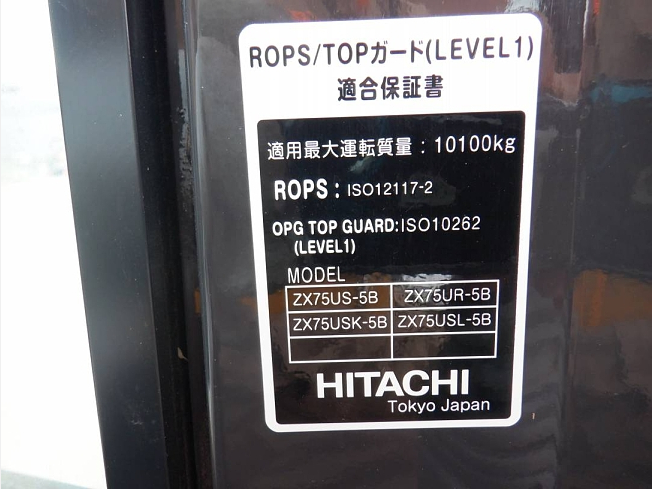 ROPS/TOPガード(LEVEL1)
適合保証書
適用最大運転質量：10100kg
ROPS：ISO12117-2
OPG TOP GUARD:ISO10262
(LEVEL1)
MODEL
ZX75US-5B ZX75UR-5B
ZX75USK-5B ZX75USL-5B
HITACHI
Tokyo Japan